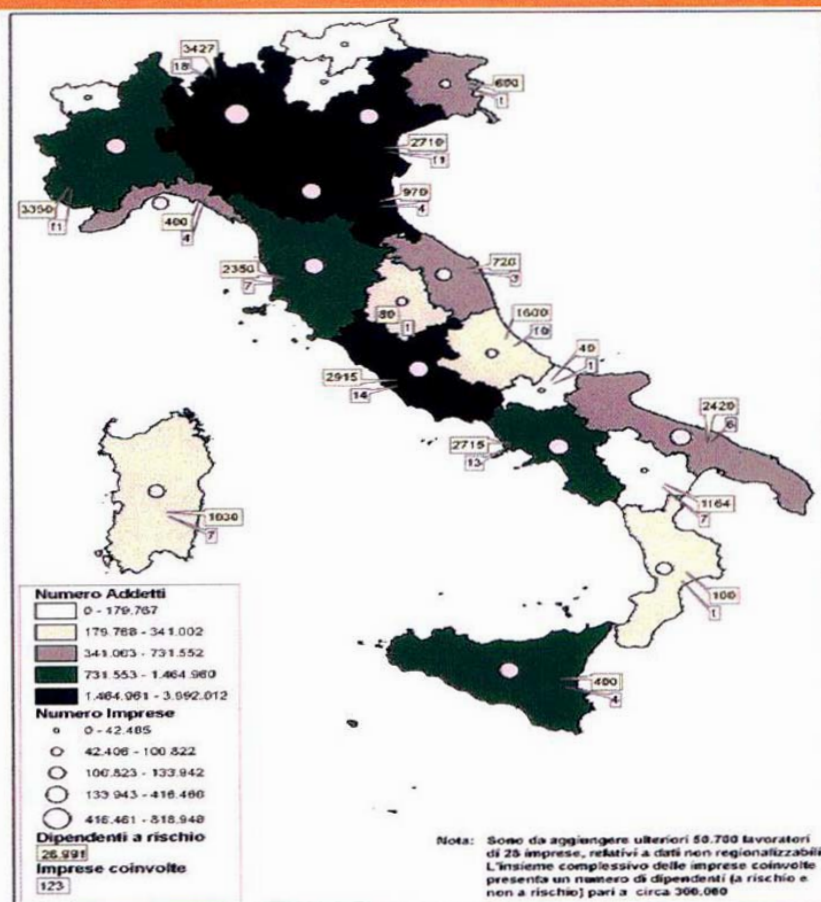 3427
18
680
1
2710
11
970
4
3350
11
400
4
2350
7
720
3
80
1
1600
10
40
1
2915
14
2420
6
2715
13
1164
7
1030
7
100
1
400
4
Numero Addetti
0 - 179.767
179.768 - 341.002
341.003 - 731.552
731.553 - 1.464.960
1.464.961 - 3.992.012
Numero Imprese
0 - 42.405
42.406 - 100.822
100.823 - 133.942
133.943 - 416.460
416.461 - 818.940
Dipendenti a rischio
26.991
Imprese coinvolte
123
Nota: Sono da aggiungere ulteriori 50.700 lavoratori
di 28 imprese, relativi a dati non regionalizzabili
L'insieme complessivo delle imprese coinvolte
presenta un numero di dipendenti (a rischio e
non a rischio) pari a circa 300.000